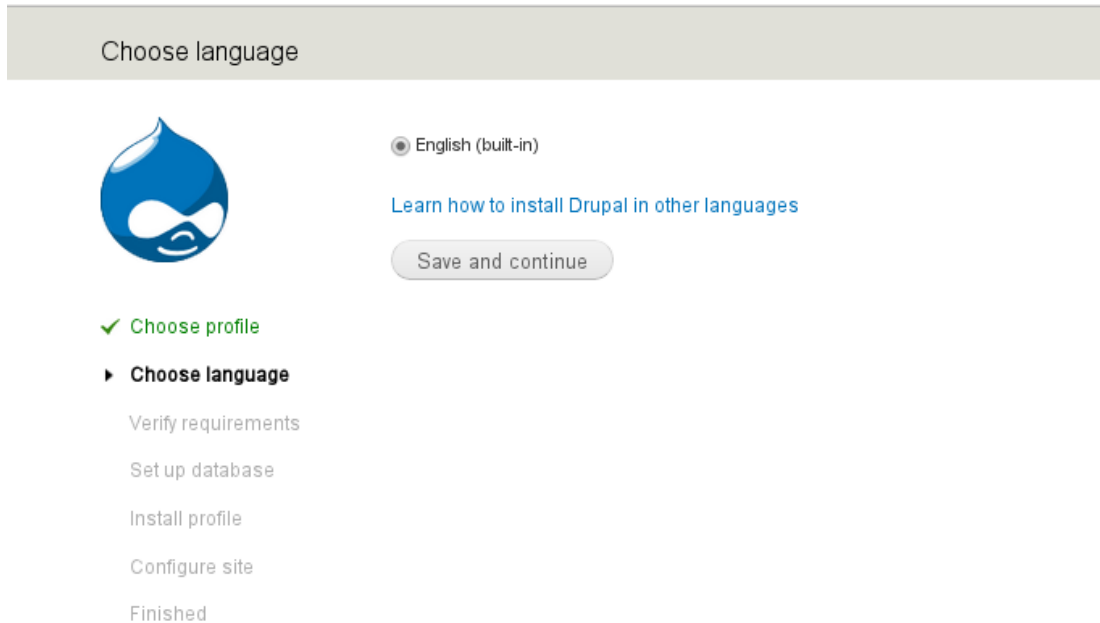 Choose language
English (built-in)
Learn how to install Drupal in other languages
Save and continue
Choose profile
Choose language
Verify requirements
Set up database
Install profile
Configure site
Finished